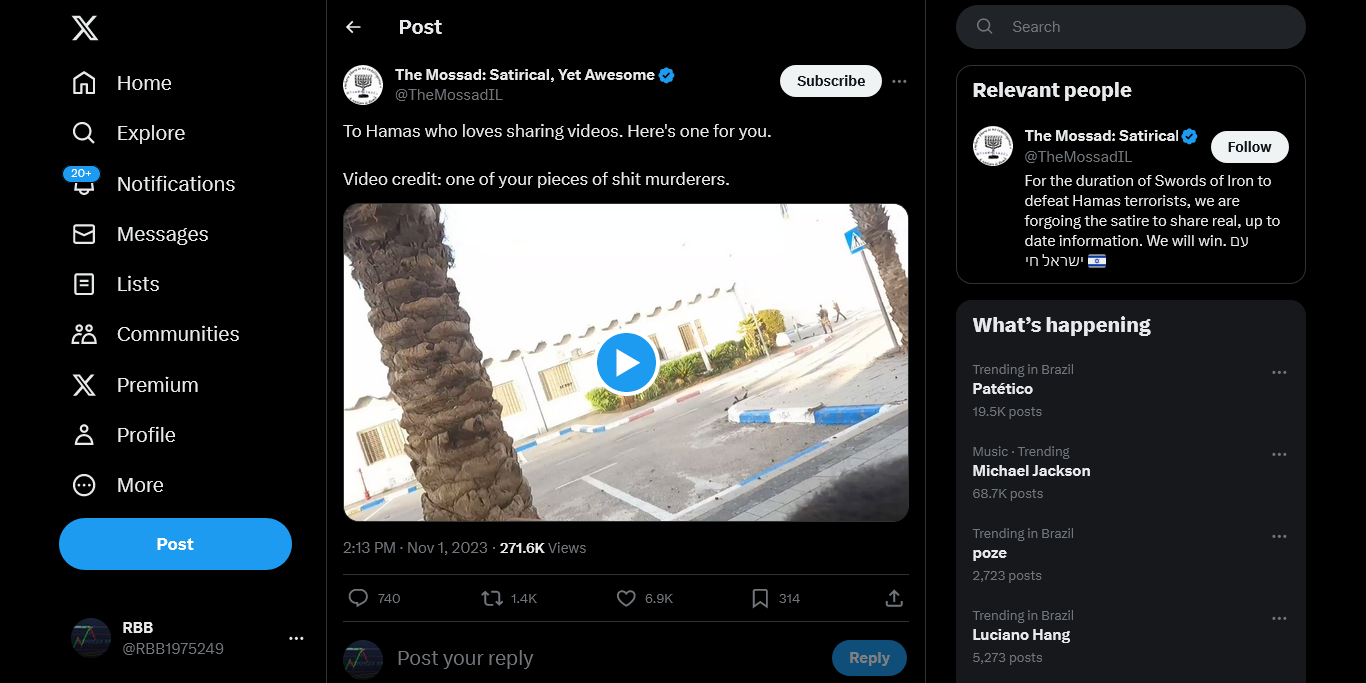 Home
Explore
20+
Notifications
Messages
Lists
Communities
Premium
Profile
More
Post
RBB
@RBB1975249
Post
The Mossad: Satirical, Yet Awesome
@TheMossadIL
Subscribe
To Hamas who loves sharing videos. Here's one for you.
Video credit: one of your pieces of shit murderers.
2:13 PM · Nov 1, 2023 · 271.6K Views
740
1.4K
6.9K
314
Post your reply
Reply
Search
Relevant people
The Mossad: Satirical
@TheMossadIL
Follow
For the duration of Swords of Iron to
defeat Hamas terrorists, we are
forgoing the satire to share real, up to
date information. We will win. עם
ישראל חי 🇮🇱
What's happening
Trending in Brazil
Patético
19.5K posts
Music · Trending
Michael Jackson
68.7K posts
Trending in Brazil
poze
2,723 posts
Trending in Brazil
Luciano Hang
5,273 posts